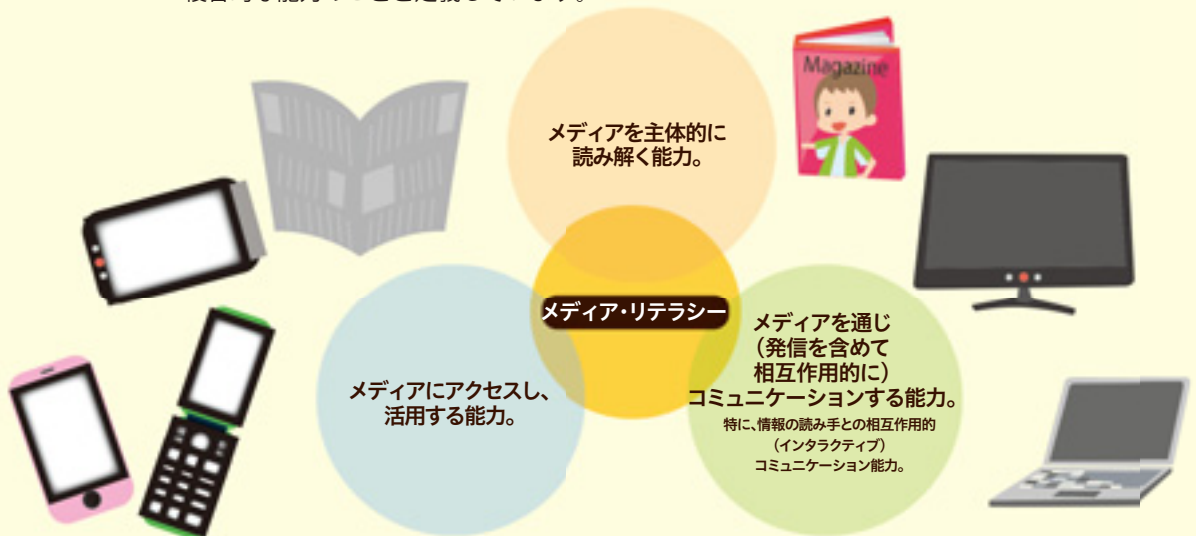 メディアを主体的に
読み解く能力。
Magazine
メディア・リテラシー
メディアにアクセスし、
活用する能力。
メディアを通じ
（発信を含めて
相互作用的に）
コミュニケーションする能力。
特に、情報の読み手との相互作用的
（インタラクティブ）
コミュニケーション能力。